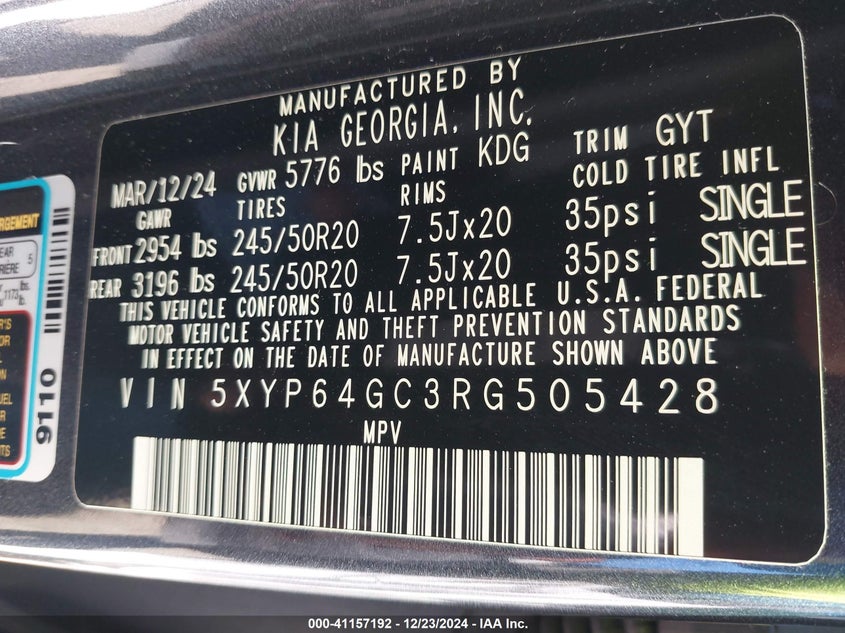 MANUFACTURED BY
KIA GEORGIA, INC.
MAR/12/24 GVWR 5776 lbs PAINT KDG TRIM GYT
GAWR TIRES RIMS COLD TIRE INFL
FRONT 2954 lbs 245/50R20 7.5Jx20 35psi SINGLE
REAR 3196 lbs 245/50R20 7.5Jx20 35psi SINGLE
THIS VEHICLE CONFORMS TO ALL APPLICABLE U.S.A. FEDERAL
MOTOR VEHICLE SAFETY AND THEFT PREVENTION STANDARDS
IN EFFECT ON THE DATE OF MANUFACTURE SHOWN ABOVE
VIN 5XYP64GC3RG505428
MPV
9110
000-41157192 - 12/23/2024 - IAA Inc.